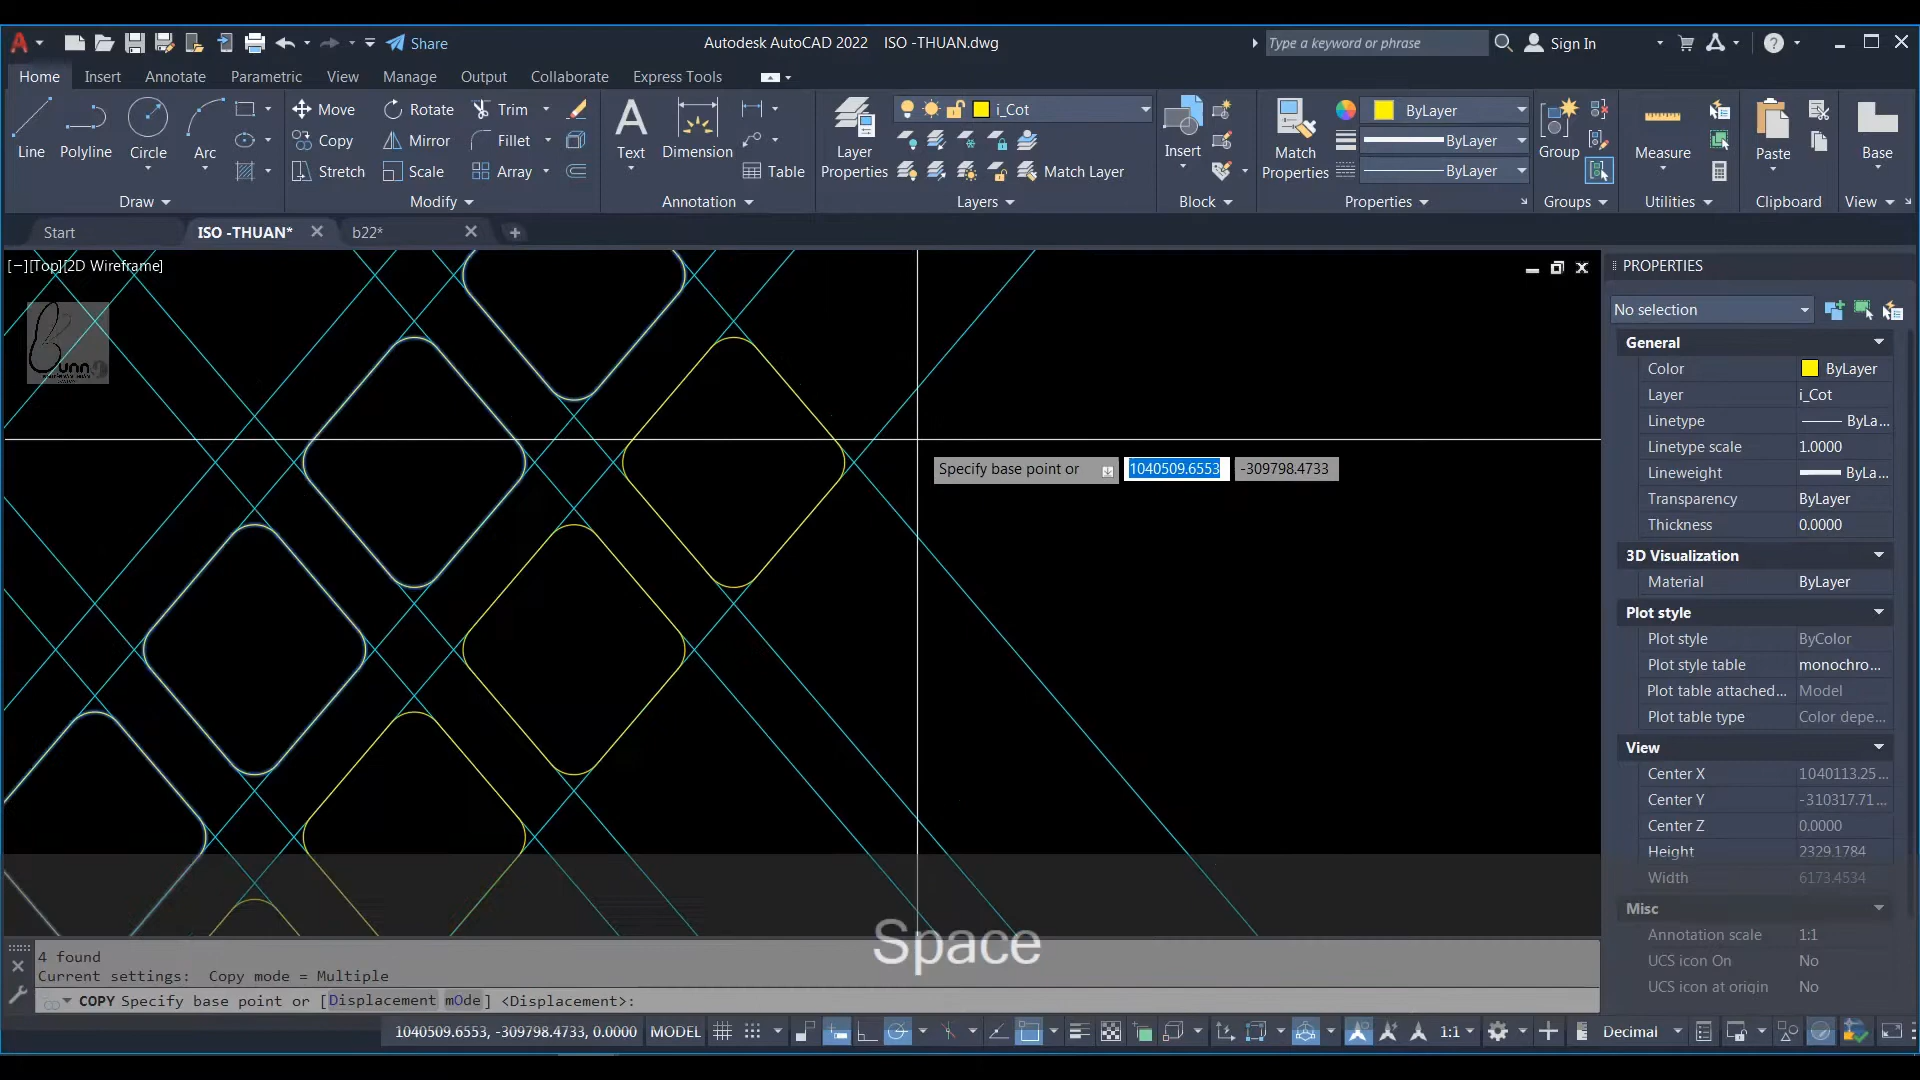 Share
Autodesk AutoCAD 2022 ISO -THUAN.dwg
Type a keyword or phrase
Sign In
Home Insert Annotate Parametric View Manage Output Collaborate Express Tools
Line Polyline Circle Arc
Draw
Move Rotate Trim
Copy Mirror Fillet
Stretch Scale Array
Modify
Text Dimension
Table
Annotation
Layer Properties
i_Cot
Match Layer
Layers
Insert
Block
Match Properties
ByLayer
ByLayer
ByLayer
Properties
Group
Groups
Measure
Utilities
Paste
Clipboard
Base
View
Start ISO -THUAN* b22*
[−][Top][2D Wireframe]
Specify base point or 1040509.6553 -309798.4733
PROPERTIES
No selection
General
Color ByLayer
Layer i_Cot
Linetype ByLa...
Linetype scale 1.0000
Lineweight ByLa...
Transparency ByLayer
Thickness 0.0000
3D Visualization
Material ByLayer
Plot style
Plot style ByColor
Plot style table monochro...
Plot table attached... Model
Plot table type Color depe...
View
Center X 1040113.25...
Center Y -310317.71...
Center Z 0.0000
Height 2329.1784
Width 6173.4534
Misc
Annotation scale 1:1
UCS icon On No
UCS icon at origin No
Space
4 found
Current settings: Copy mode = Multiple
COPY Specify base point or [Displacement mOde] <Displacement>:
1040509.6553, -309798.4733, 0.0000 MODEL 1:1 Decimal